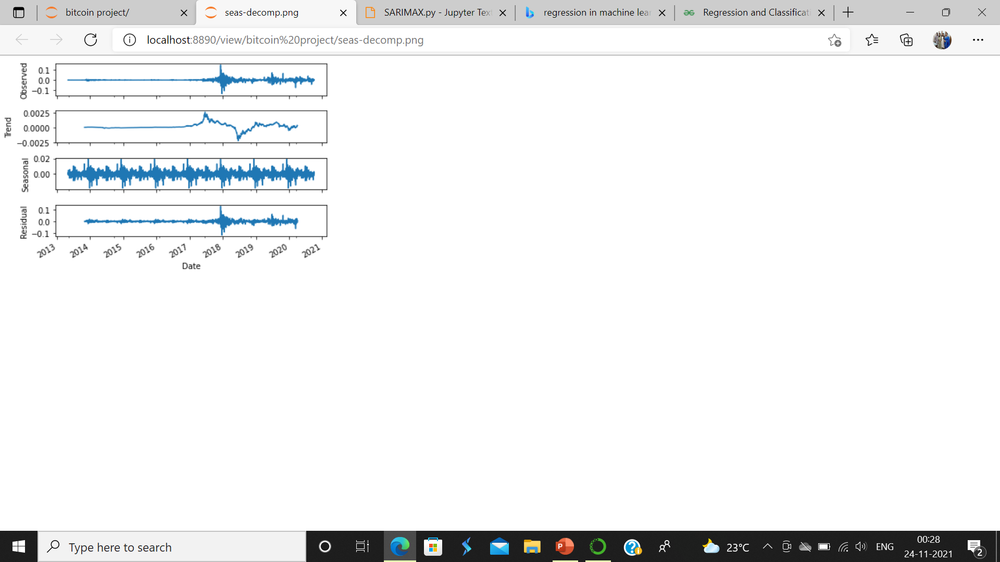 bitcoin project/
seas-decomp.png
SARIMAX.py - Jupyter Text
regression in machine lear
Regression and Classificati
localhost:8890/view/bitcoin%20project/seas-decomp.png
Observed
0.1
0.0
−0.1
Trend
0.0025
0.0000
−0.0025
Seasonal
0.02
0.00
Residual
0.1
0.0
−0.1
2013 2014 2015 2016 2017 2018 2019 2020 2021
Date
Type here to search
23°C
ENG
00:28
24-11-2021
2